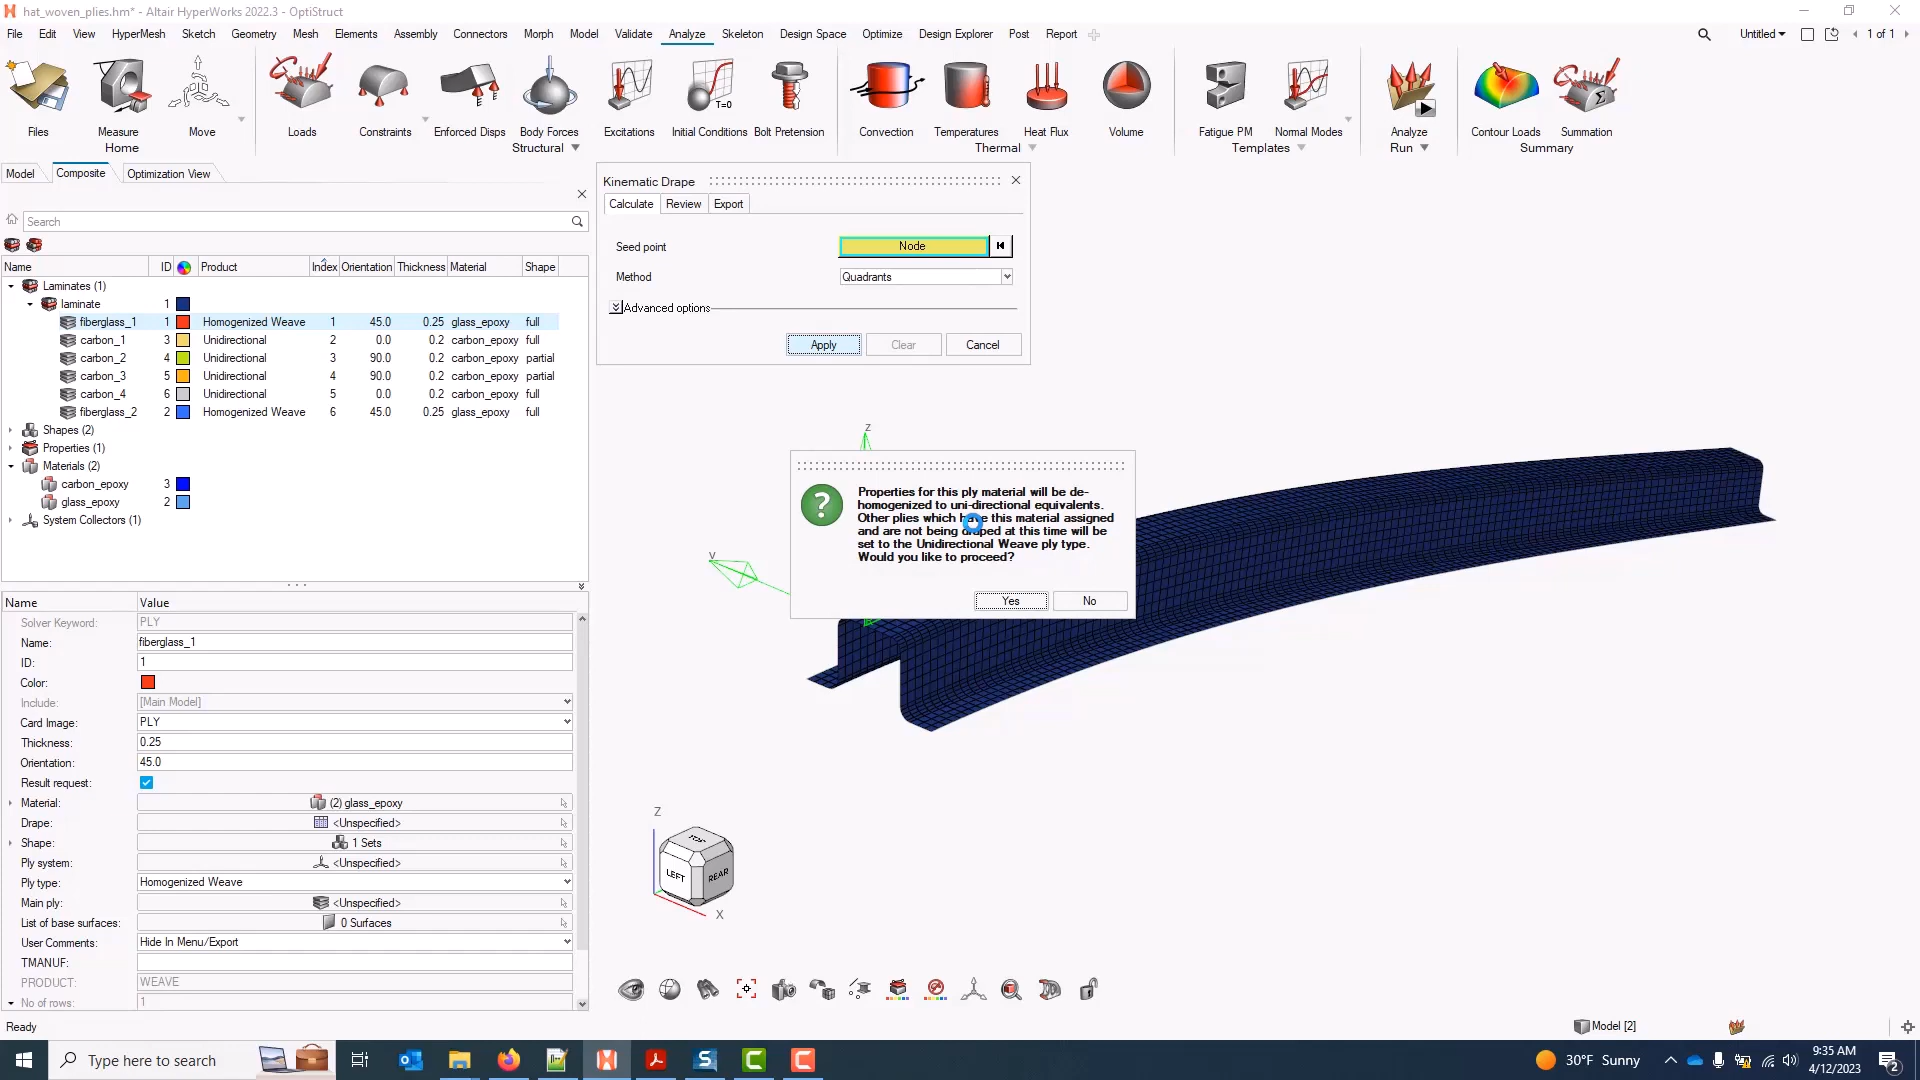 hat_woven_plies.hm* - Altair HyperWorks 2022.3 - OptiStruct
File Edit View HyperMesh Sketch Geometry Mesh Elements Assembly Connectors Morph Model Validate Analyze Skeleton Design Space Optimize Design Explorer Post Report Untitled 1 of 1
T=0
Files Measure Move Loads Constraints Enforced Disps Body Forces Excitations Initial Conditions Bolt Pretension Convection Temperatures Heat Flux Volume Fatigue PM Normal Modes Analyze Contour Loads Summation
Home Structural Thermal Templates Run Summary
Model Composite Optimization View
Search
Name ID Product Index Orientation Thickness Material Shape
Laminates (1)
laminate 1
fiberglass_1 1 Homogenized Weave 1 45.0 0.25 glass_epoxy full
carbon_1 3 Unidirectional 2 0.0 0.2 carbon_epoxy full
carbon_2 4 Unidirectional 3 90.0 0.2 carbon_epoxy partial
carbon_3 5 Unidirectional 4 90.0 0.2 carbon_epoxy partial
carbon_4 6 Unidirectional 5 0.0 0.2 carbon_epoxy full
fiberglass_2 2 Homogenized Weave 6 45.0 0.25 glass_epoxy full
Shapes (2)
Properties (1)
Materials (2)
carbon_epoxy 3
glass_epoxy 2
System Collectors (1)
Name Value
Solver Keyword: PLY
Name: fiberglass_1
ID: 1
Color:
Include: [Main Model]
Card Image: PLY
Thickness: 0.25
Orientation: 45.0
Result request:
Material: (2) glass_epoxy
Drape: <Unspecified>
Shape: 1 Sets
Ply system: <Unspecified>
Ply type: Homogenized Weave
Main ply: <Unspecified>
List of base surfaces: 0 Surfaces
User Comments: Hide In Menu/Export
TMANUF:
PRODUCT: WEAVE
No of rows: 1
Ready
Kinematic Drape
Calculate Review Export
Seed point Node
Method Quadrants
Advanced options
Apply Clear Cancel
Z
Y
Properties for this ply material will be de-
homogenized to uni-directional equivalents.
Other plies which have this material assigned
and are not being draped at this time will be
set to the Unidirectional Weave ply type.
Would you like to proceed?
Yes No
Z
TOP
LEFT REAR
X
Model [2]
Type here to search
30°F Sunny
9:35 AM
4/12/2023
2